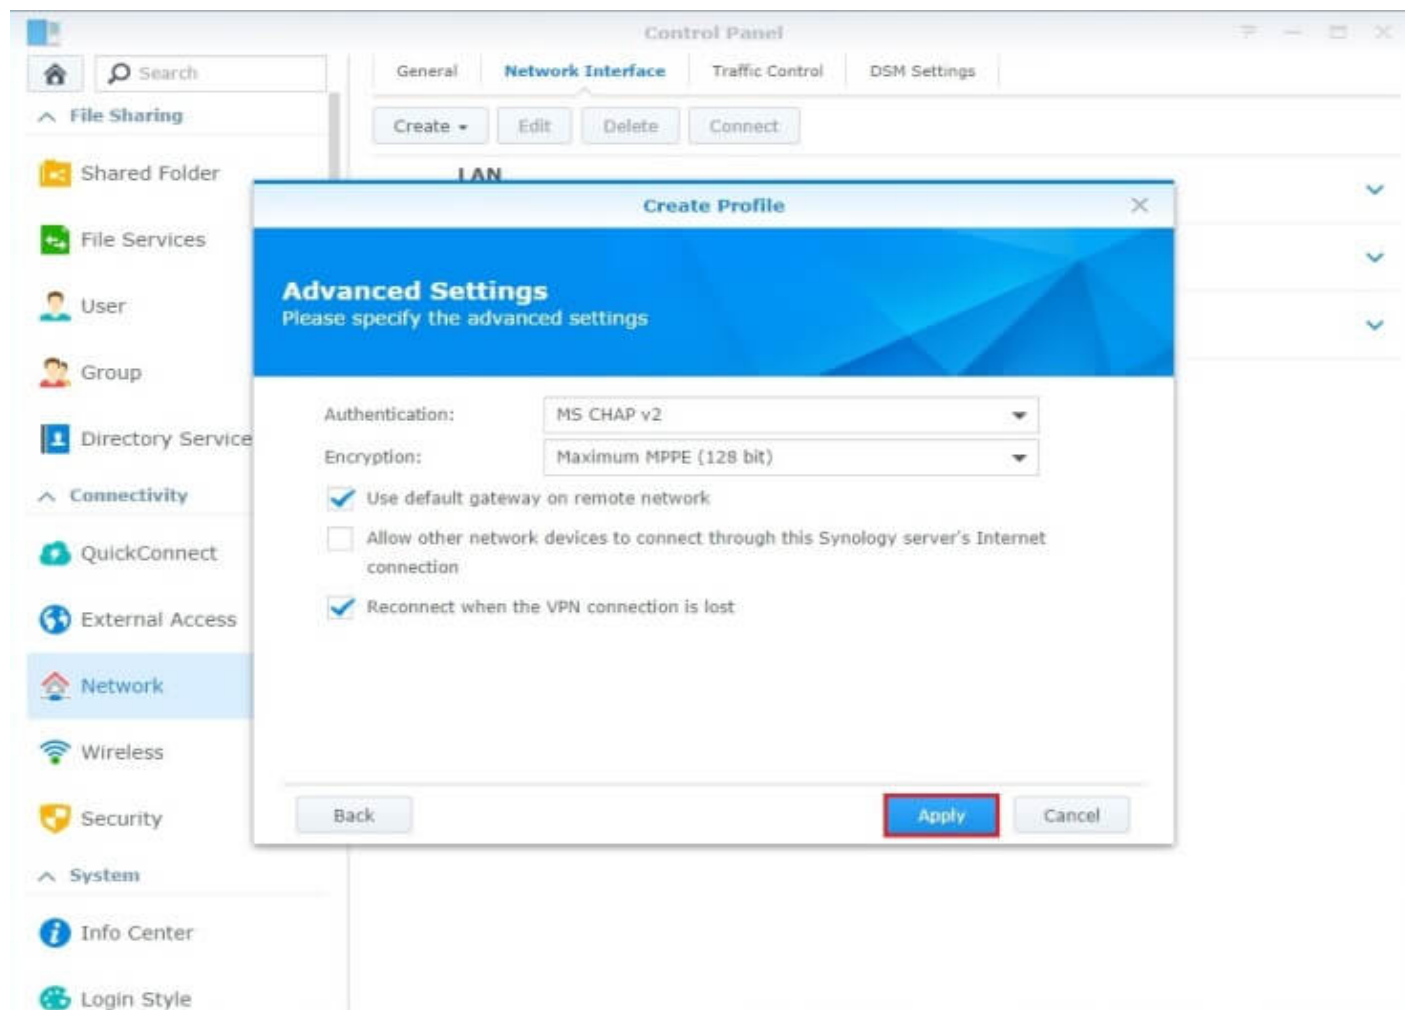 Control Panel
Search
General
Network Interface
Traffic Control
DSM Settings
File Sharing
Create
Edit
Delete
Connect
LAN
Shared Folder
File Services
User
Group
Directory Service
Connectivity
QuickConnect
External Access
Network
Wireless
Security
System
Info Center
Login Style
Create Profile
Advanced Settings
Please specify the advanced settings
Authentication:
MS CHAP v2
Encryption:
Maximum MPPE (128 bit)
Use default gateway on remote network
Allow other network devices to connect through this Synology server's Internet
connection
Reconnect when the VPN connection is lost
Back
Apply
Cancel